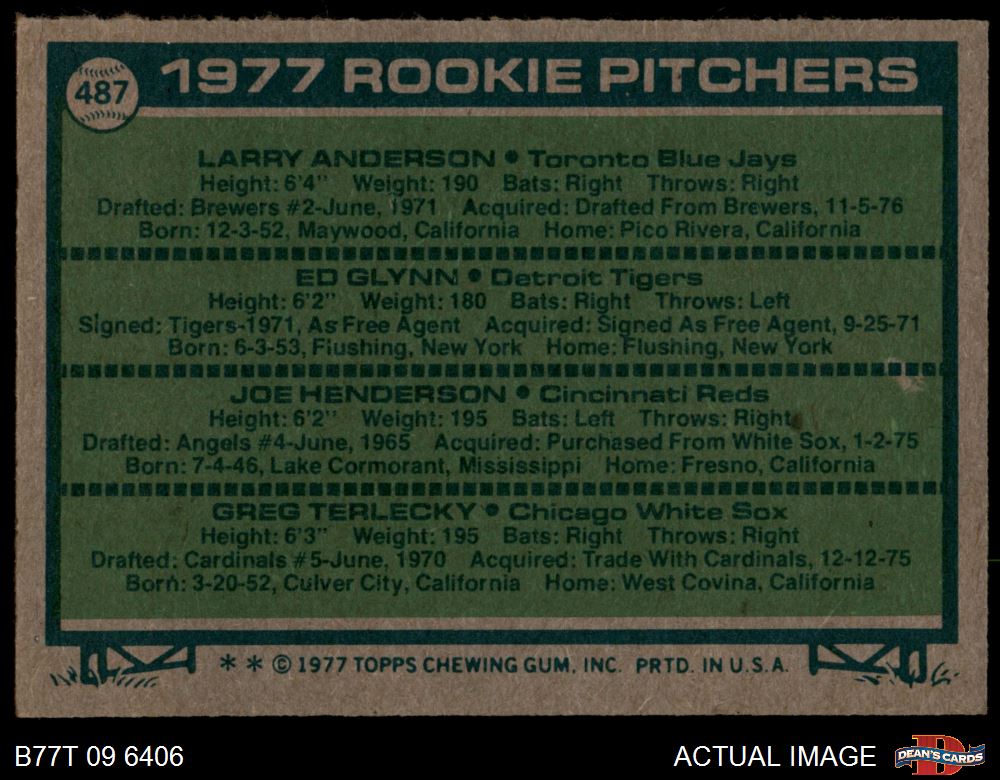 487
1977 ROOKIE PITCHERS
LARRY ANDERSON • Toronto Blue Jays
Height: 6'4" Weight: 190 Bats: Right Throws: Right
Drafted: Brewers #2-June, 1971 Acquired: Drafted From Brewers, 11-5-76
Born: 12-3-52, Maywood, California Home: Pico Rivera, California
ED GLYNN • Detroit Tigers
Height: 6'2" Weight: 180 Bats: Right Throws: Left
Signed: Tigers-1971, As Free Agent Acquired: Signed As Free Agent, 9-25-71
Born: 6-3-53, Flushing, New York Home: Flushing, New York
JOE HENDERSON • Cincinnati Reds
Height: 6'2" Weight: 195 Bats: Left Throws: Right
Drafted: Angels #4-June, 1965 Acquired: Purchased From White Sox, 1-2-75
Born: 7-4-46, Lake Cormorant, Mississippi Home: Fresno, California
GREG TERLECKY • Chicago White Sox
Height: 6'3" Weight: 195 Bats: Right Throws: Right
Drafted: Cardinals #5-June, 1970 Acquired: Trade With Cardinals, 12-12-75
Born: 3-20-52, Culver City, California Home: West Covina, California
* * © 1977 TOPPS CHEWING GUM, INC. PRTD. IN U.S.A.
B77T 09 6406
ACTUAL IMAGE
D
DEAN'S CARDS